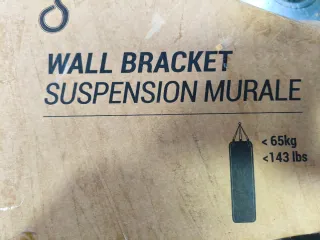 WALL BRACKET
SUSPENSION MURALE
< 65kg
<143 lbs